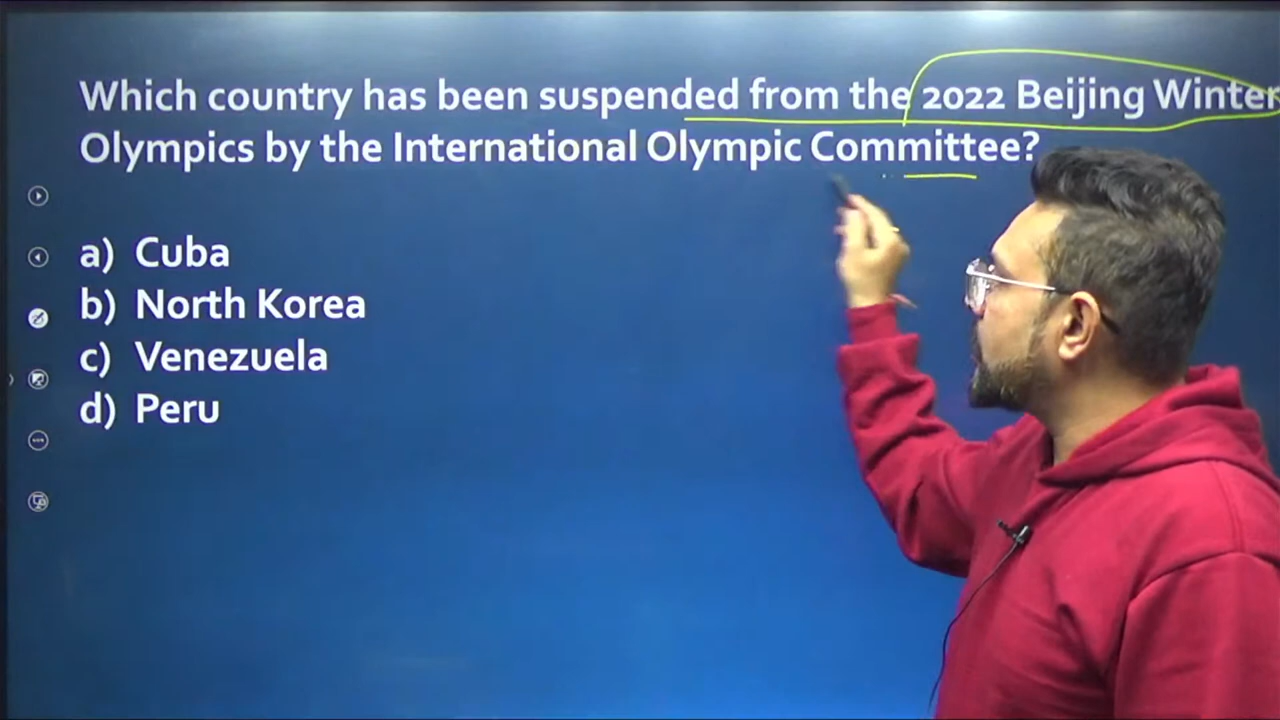 Which country has been suspended from the 2022 Beijing Winter
Olympics by the International Olympic Committee?
a) Cuba
b) North Korea
c) Venezuela
d) Peru